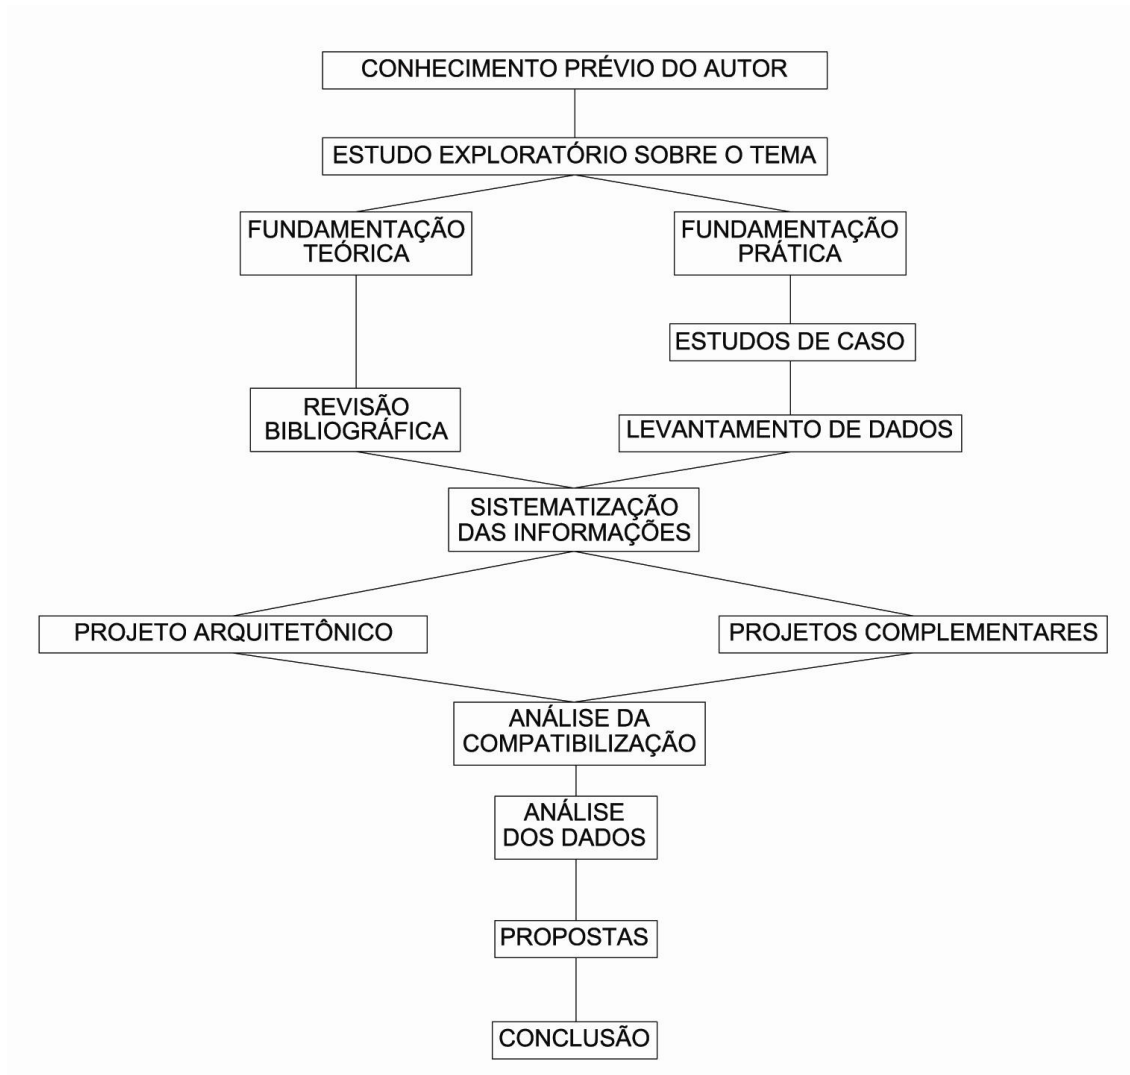 CONHECIMENTO PRÉVIO DO AUTOR
ESTUDO EXPLORATÓRIO SOBRE O TEMA
FUNDAMENTAÇÃO
TEÓRICA
FUNDAMENTAÇÃO
PRÁTICA
ESTUDOS DE CASO
REVISÃO
BIBLIOGRÁFICA
LEVANTAMENTO DE DADOS
SISTEMATIZAÇÃO
DAS INFORMAÇÕES
PROJETO ARQUITETÔNICO
PROJETOS COMPLEMENTARES
ANÁLISE DA
COMPATIBILIZAÇÃO
ANÁLISE
DOS DADOS
PROPOSTAS
CONCLUSÃO